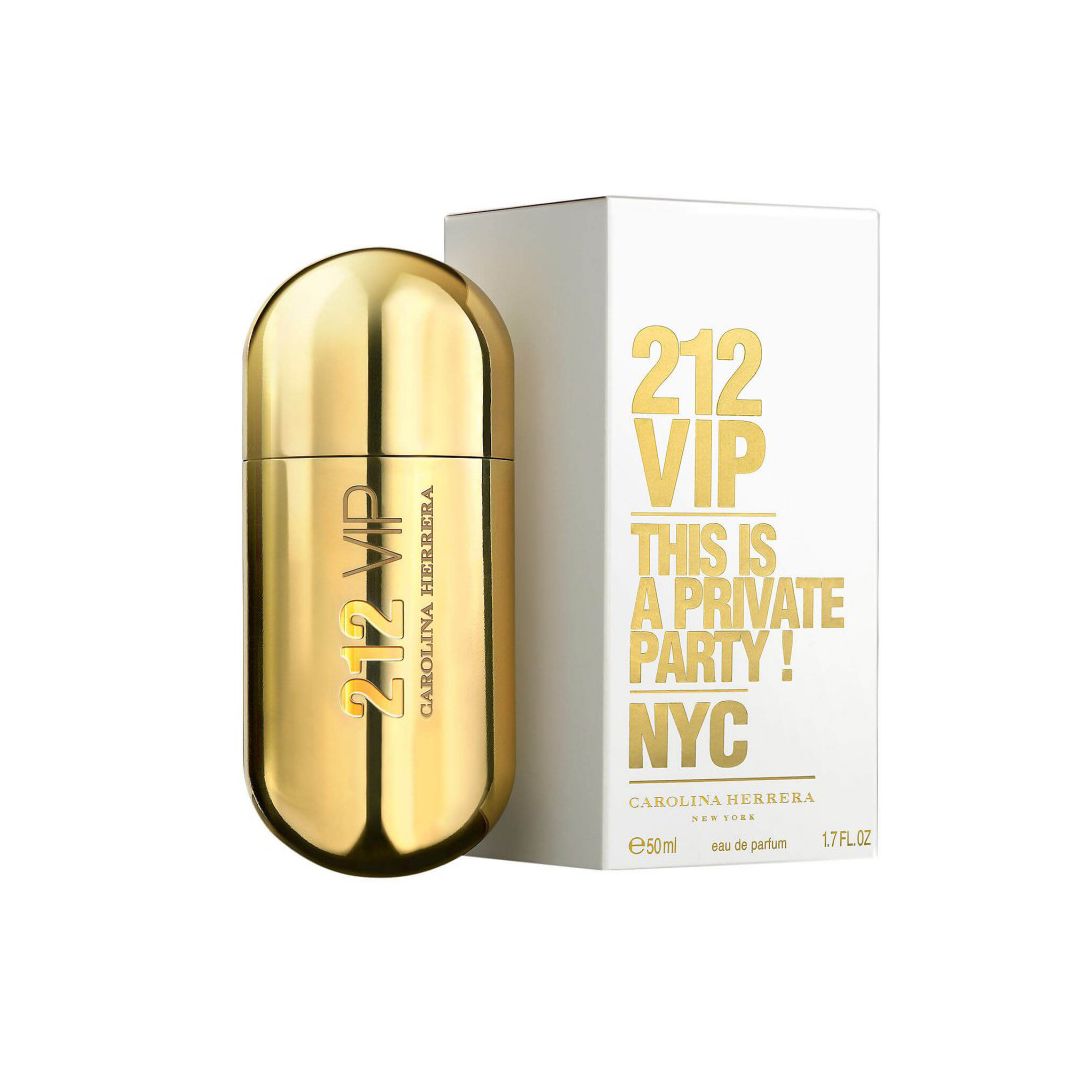 212 VIP
CAROLINA HERRERA
212
VIP
THIS IS
A PRIVATE
PARTY !
NYC
CAROLINA HERRERA
NEW YORK
e50ml eau de parfum 1.7 FL.OZ